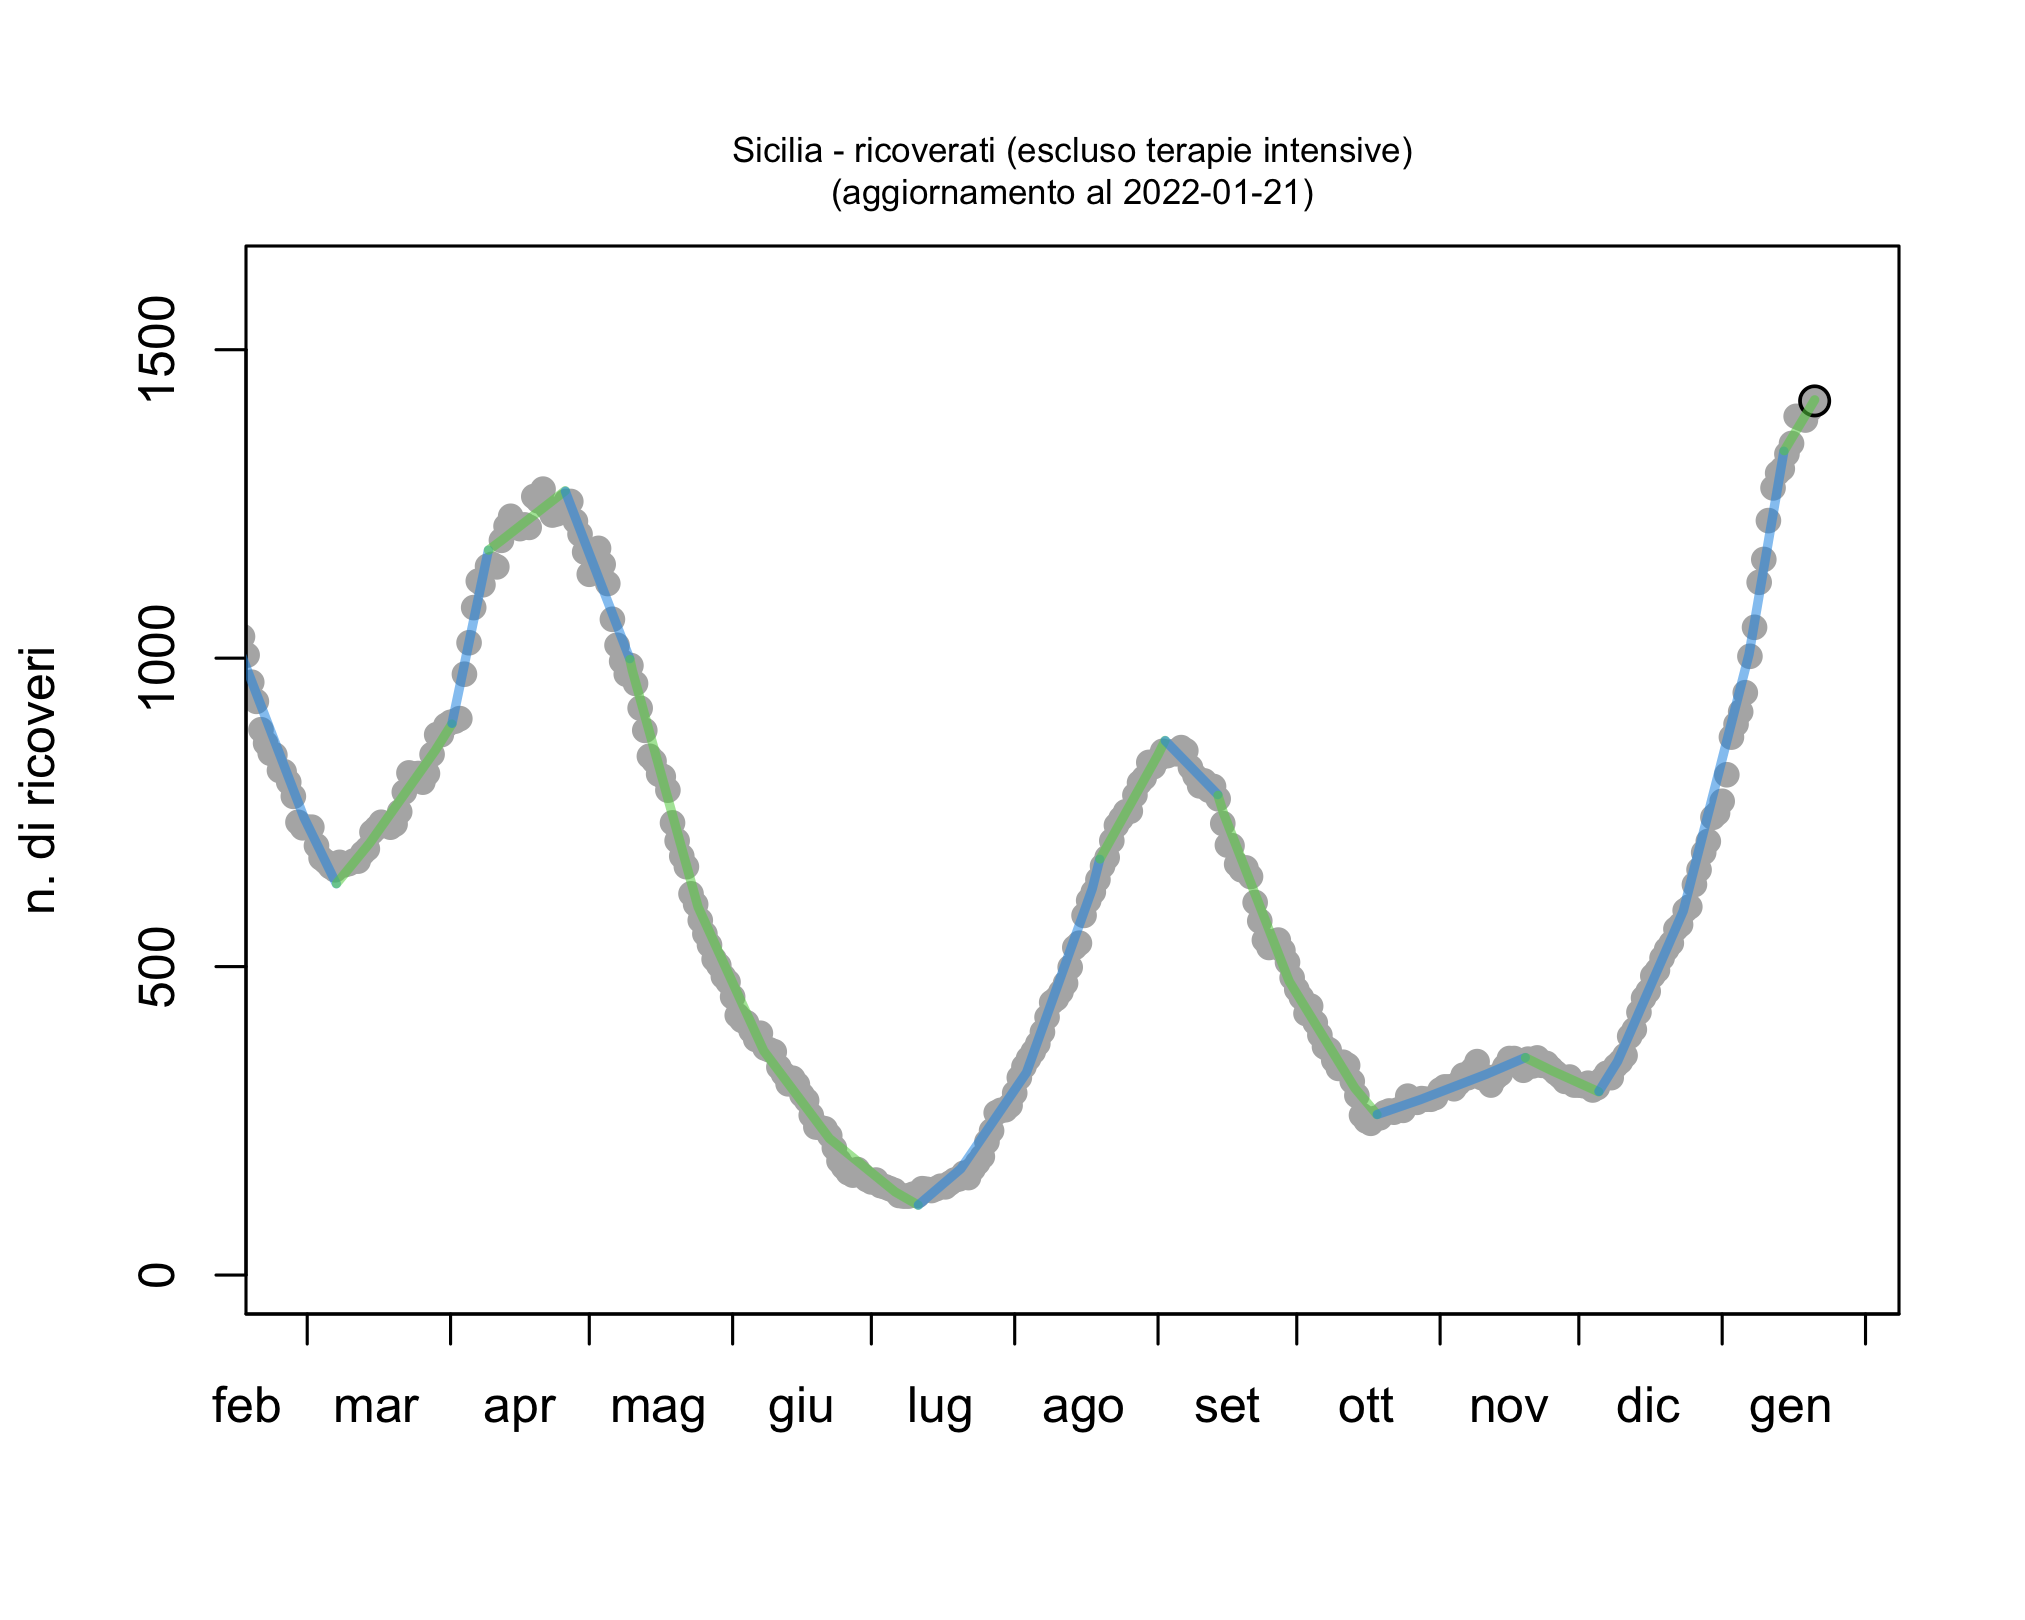 Sicilia - ricoverati (escluso terapie intensive)
(aggiornamento al 2022-01-21)
n. di ricoveri
1500
1000
500
0
feb mar apr mag giu lug ago set ott nov dic gen